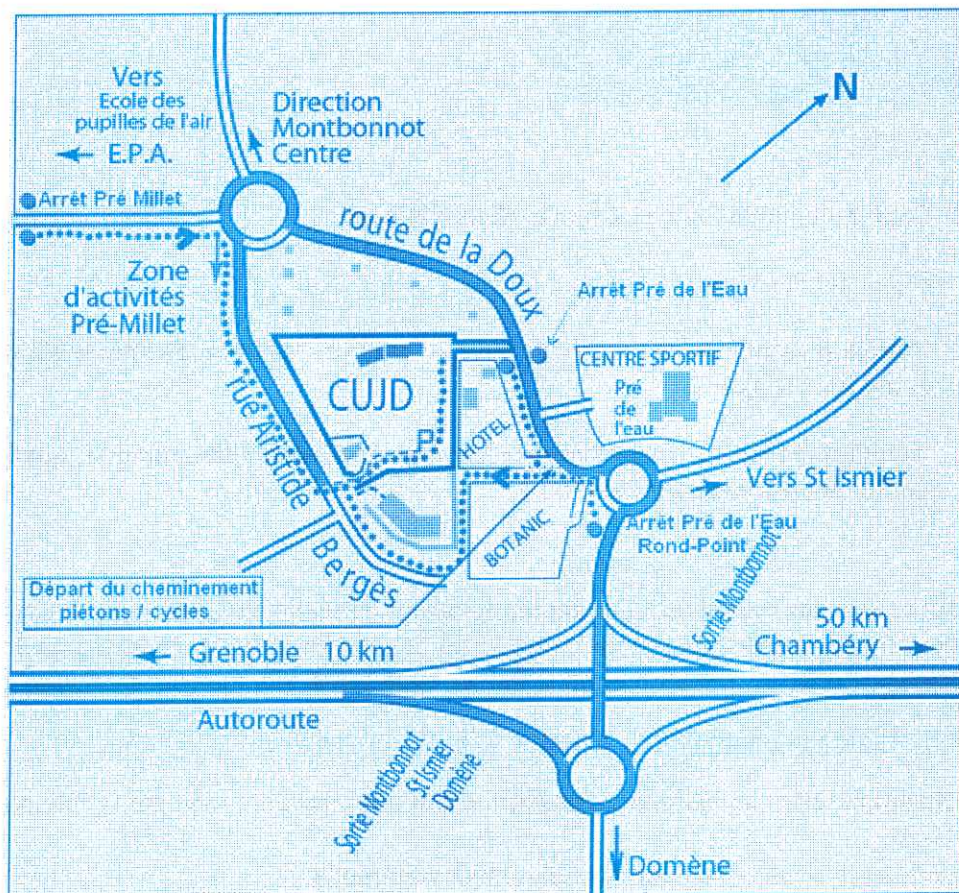 Vers
Ecole des
pupilles de l'air
← E.P.A.
Direction
Montbonnot
Centre
N
Arrêt Pré Millet
route de la Doux
Zone
d'activités
Pré-Millet
Arrêt Pré de l'Eau
CENTRE SPORTIF
Pré
de
l'eau
CUJD
P
HOTEL
rue Aristide
Bergès
BOTANIC
Vers St Ismier
Arrêt Pré de l'Eau
Rond-Point
Départ du cheminement
piétons / cycles
Sortie Montbonnot
50 km
Chambéry →
← Grenoble 10 km
Autoroute
Sortie Montbonnot
St Ismier
Domène
Domène